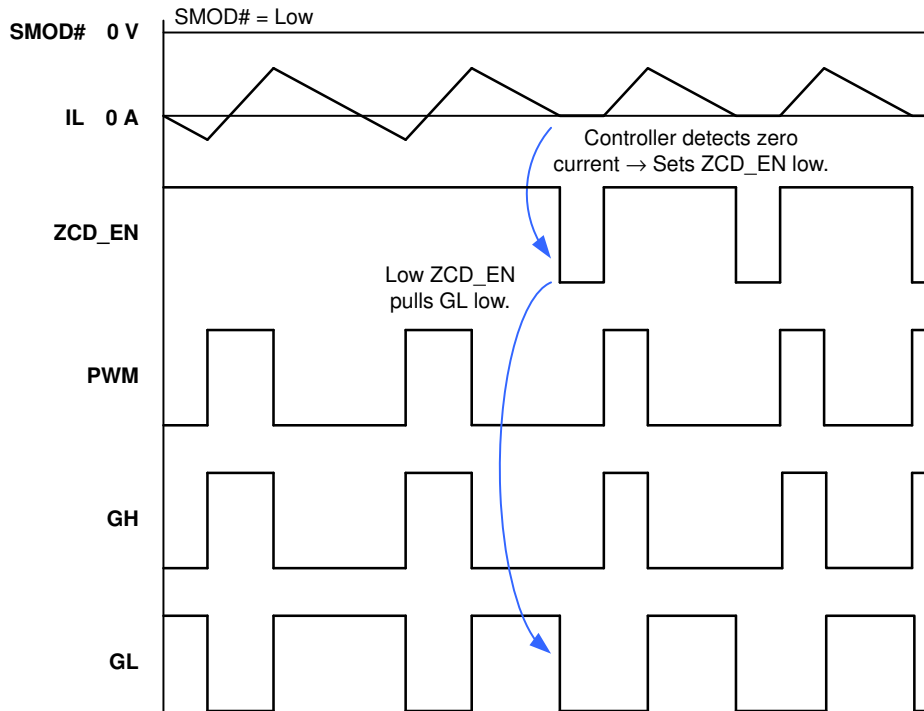 SMOD# = Low
SMOD# 0 V
IL 0 A
Controller detects zero
current → Sets ZCD_EN low.
ZCD_EN
Low ZCD_EN
pulls GL low.
PWM
GH
GL